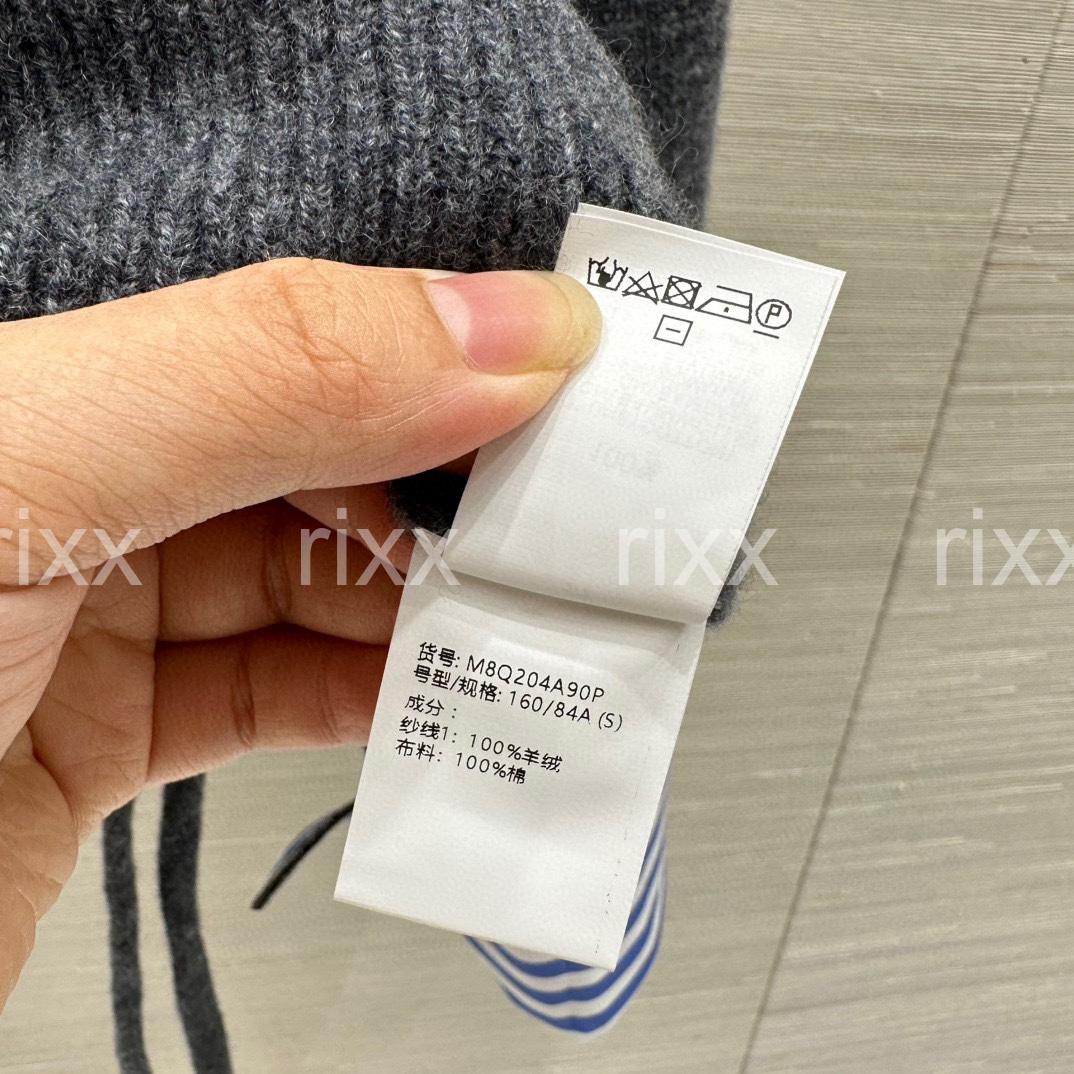 P
rixx rixx rixx rixx
货号: M8Q204A90P
号型/规格: 160/84A (S)
成分:
纱线1: 100%羊绒
布料: 100%棉